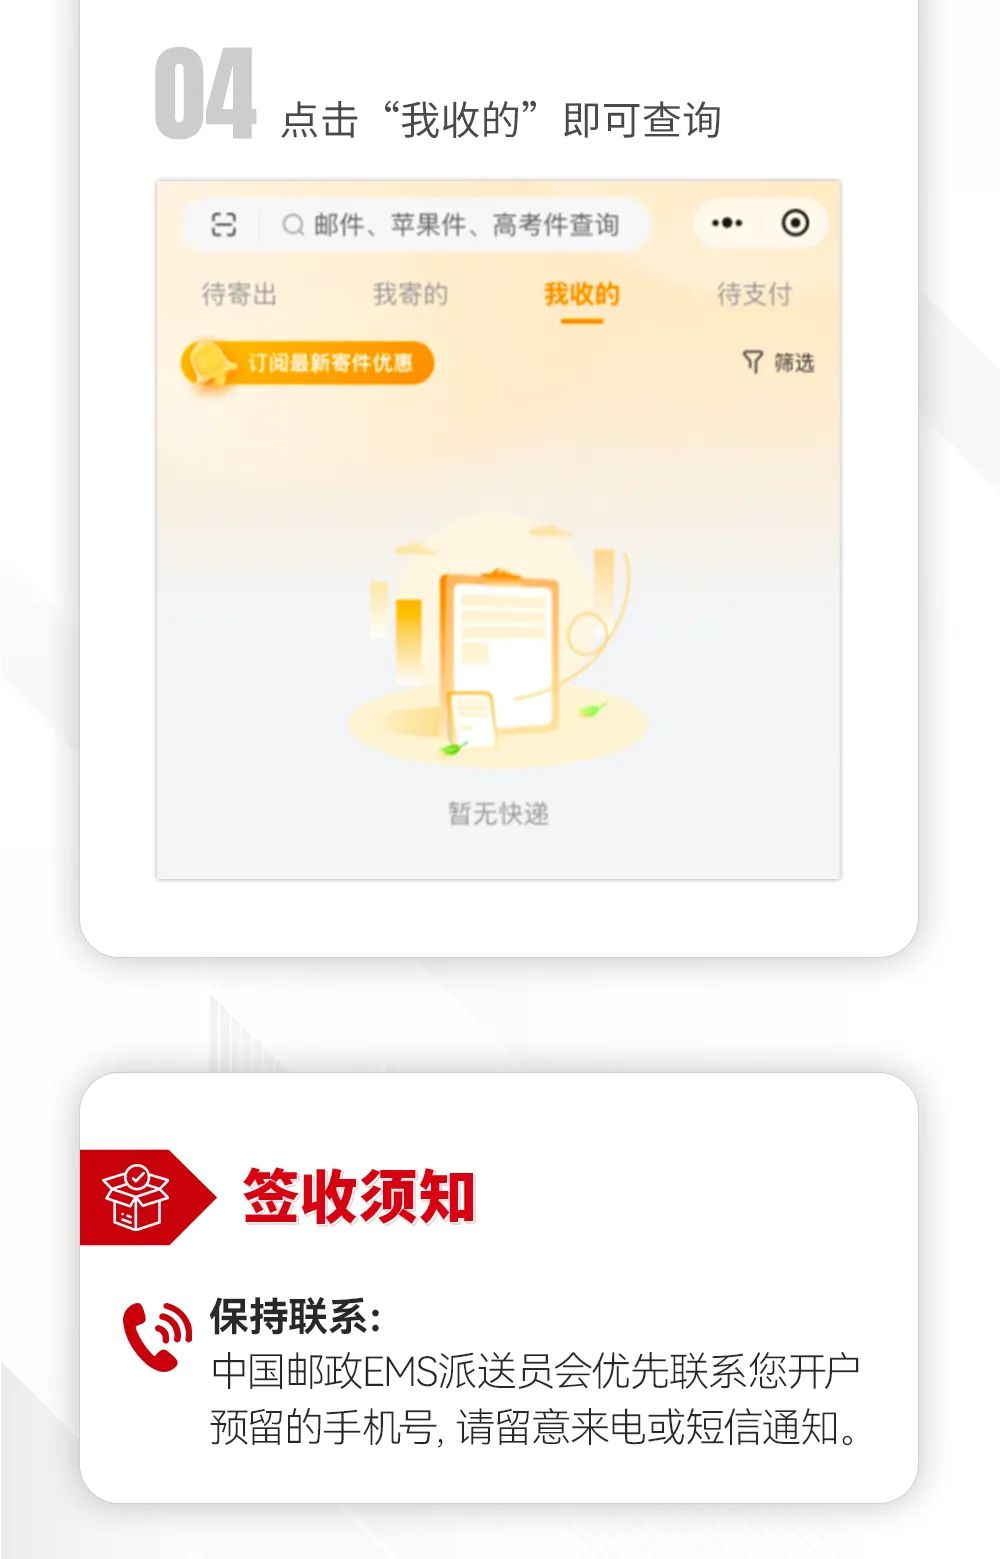 04 点击“我收的”即可查询
邮件、苹果件、高考件查询
待寄出 我寄的 我收的 待支付
订阅最新寄件优惠 筛选
暂无快递
签收须知
保持联系:
中国邮政EMS派送员会优先联系您开户
预留的手机号, 请留意来电或短信通知。